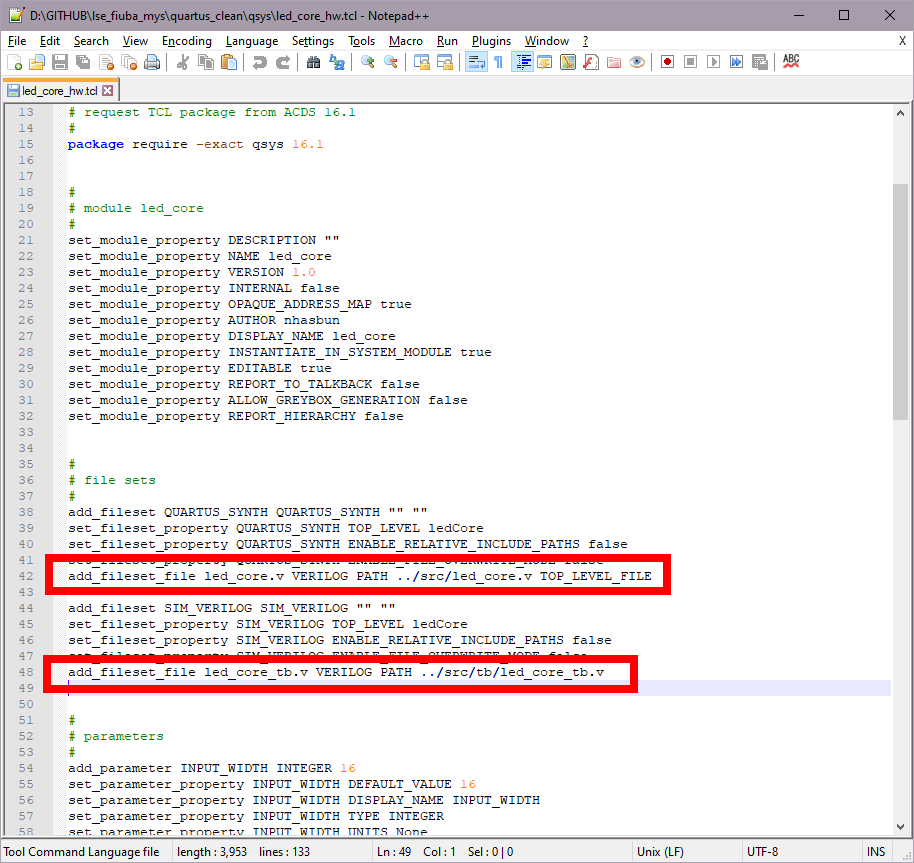 D:\GITHUB\lse_fiuba_mys\quartus_clean\qsys\led_core_hw.tcl - Notepad++
File Edit Search View Encoding Language Settings Tools Macro Run Plugins Window ? X
ABC
led_core_hw.tcl
13 # request TCL package from ACDS 16.1
14 #
15 package require -exact qsys 16.1
16
17
18 #
19 # module led_core
20 #
21 set_module_property DESCRIPTION ""
22 set_module_property NAME led_core
23 set_module_property VERSION 1.0
24 set_module_property INTERNAL false
25 set_module_property OPAQUE_ADDRESS_MAP true
26 set_module_property AUTHOR nhasbun
27 set_module_property DISPLAY_NAME led_core
28 set_module_property INSTANTIATE_IN_SYSTEM_MODULE true
29 set_module_property EDITABLE true
30 set_module_property REPORT_TO_TALKBACK false
31 set_module_property ALLOW_GREYBOX_GENERATION false
32 set_module_property REPORT_HIERARCHY false
33
34
35 #
36 # file sets
37 #
38 add_fileset QUARTUS_SYNTH QUARTUS_SYNTH "" ""
39 set_fileset_property QUARTUS_SYNTH TOP_LEVEL ledCore
40 set_fileset_property QUARTUS_SYNTH ENABLE_RELATIVE_INCLUDE_PATHS false
41 set_fileset_property QUARTUS_SYNTH ENABLE_FILE_OVERWRITE_MODE false
42 add_fileset_file led_core.v VERILOG PATH ../src/led_core.v TOP_LEVEL_FILE
43
44 add_fileset SIM_VERILOG SIM_VERILOG "" ""
45 set_fileset_property SIM_VERILOG TOP_LEVEL ledCore
46 set_fileset_property SIM_VERILOG ENABLE_RELATIVE_INCLUDE_PATHS false
47 set_fileset_property SIM_VERILOG ENABLE_FILE_OVERWRITE_MODE false
48 add_fileset_file led_core_tb.v VERILOG PATH ../src/tb/led_core_tb.v
49
50
51 #
52 # parameters
53 #
54 add_parameter INPUT_WIDTH INTEGER 16
55 set_parameter_property INPUT_WIDTH DEFAULT_VALUE 16
56 set_parameter_property INPUT_WIDTH DISPLAY_NAME INPUT_WIDTH
57 set_parameter_property INPUT_WIDTH TYPE INTEGER
58 set_parameter_property INPUT_WIDTH UNITS None
Tool Command Language file length : 3,953 lines : 133 Ln : 49 Col : 1 Sel : 0 | 0 Unix (LF) UTF-8 INS